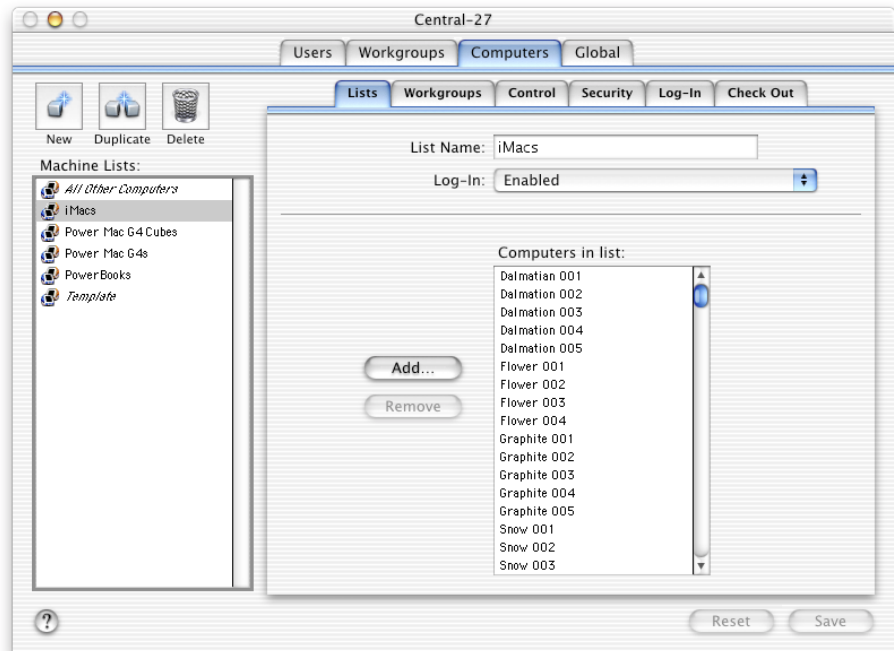 Central-27
Users Workgroups Computers Global
Lists Workgroups Control Security Log-In Check Out
New Duplicate Delete
Machine Lists:
All Other Computers
iMacs
Power Mac G4 Cubes
Power Mac G4s
PowerBooks
Template
List Name: iMacs
Log-In: Enabled
Computers in list:
Dalmatian 001
Dalmation 002
Dalmation 003
Dalmation 004
Dalmation 005
Flower 001
Flower 002
Flower 003
Flower 004
Graphite 001
Graphite 002
Graphite 003
Graphite 004
Graphite 005
Snow 001
Snow 002
Snow 003
Add...
Remove
?
Reset Save